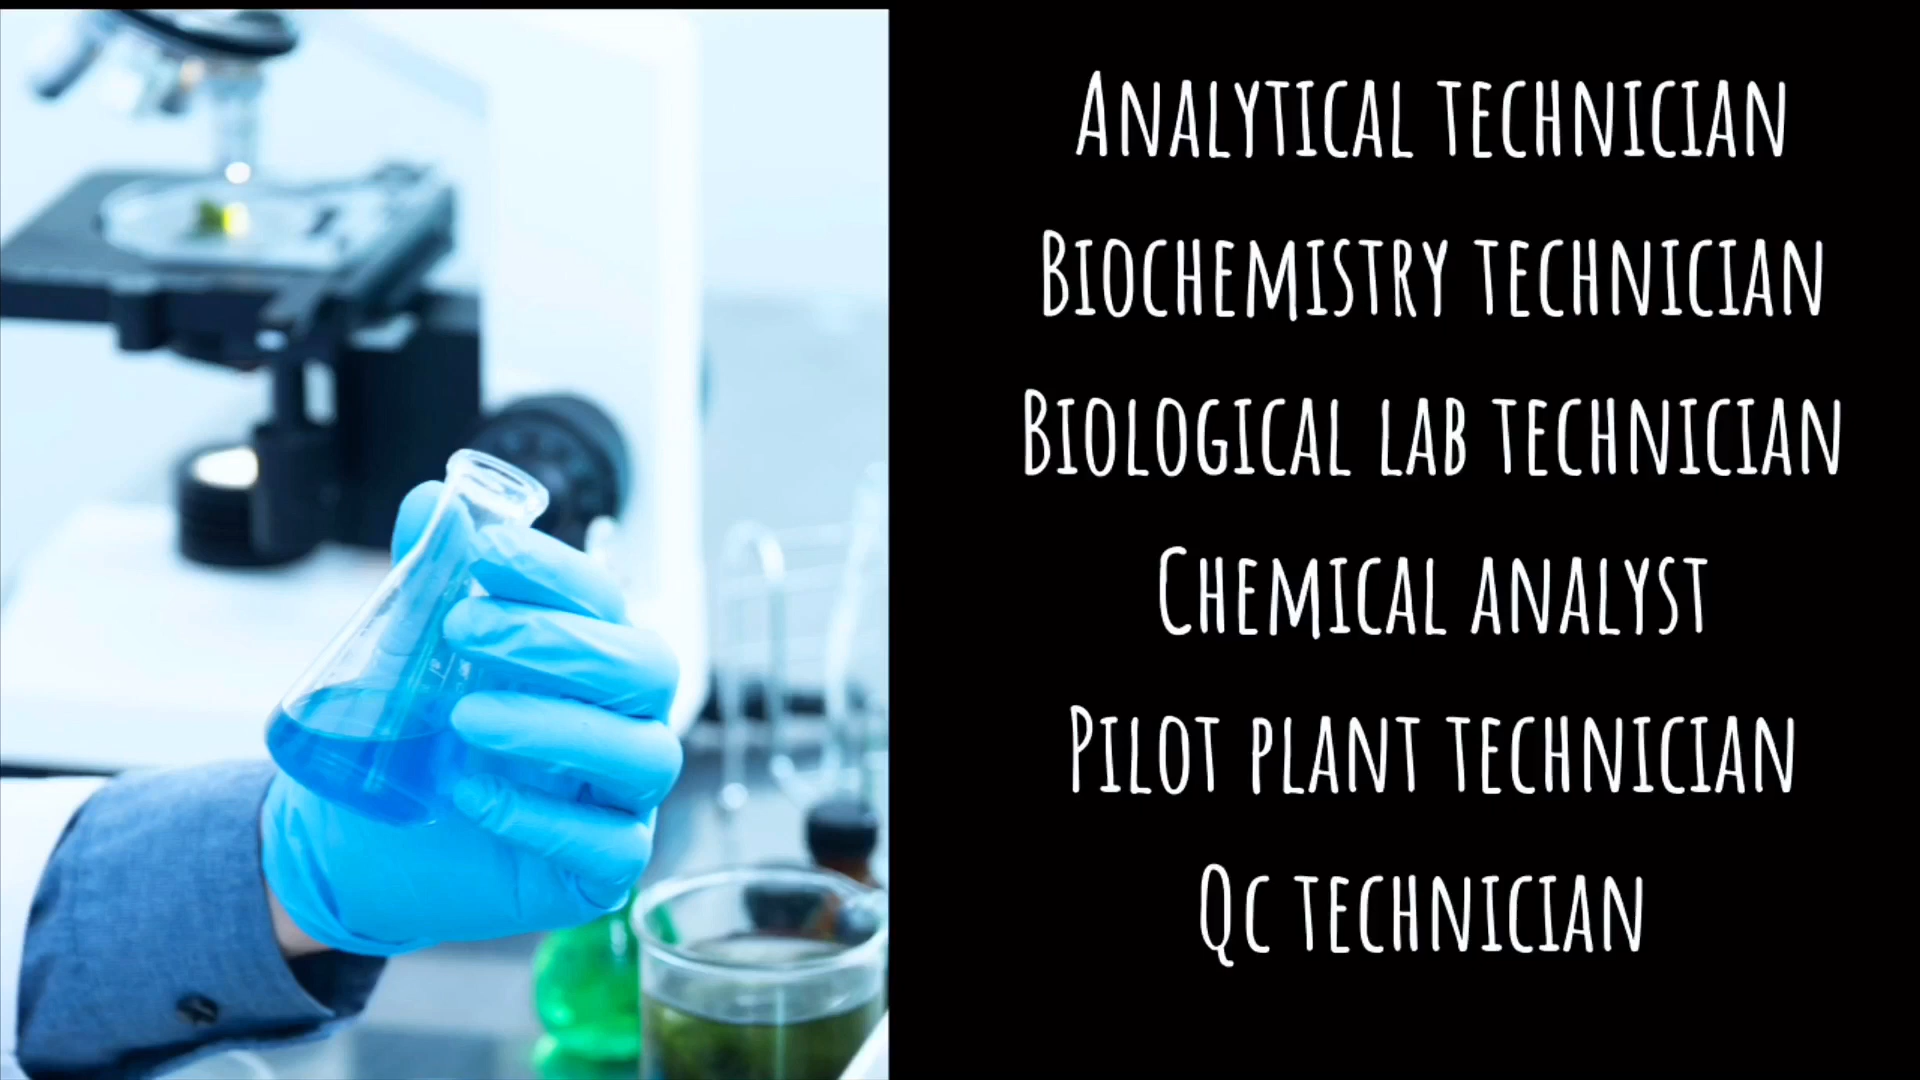 Analytical technician
Biochemistry technician
Biological lab technician
Chemical analyst
Pilot plant technician
Qc technician